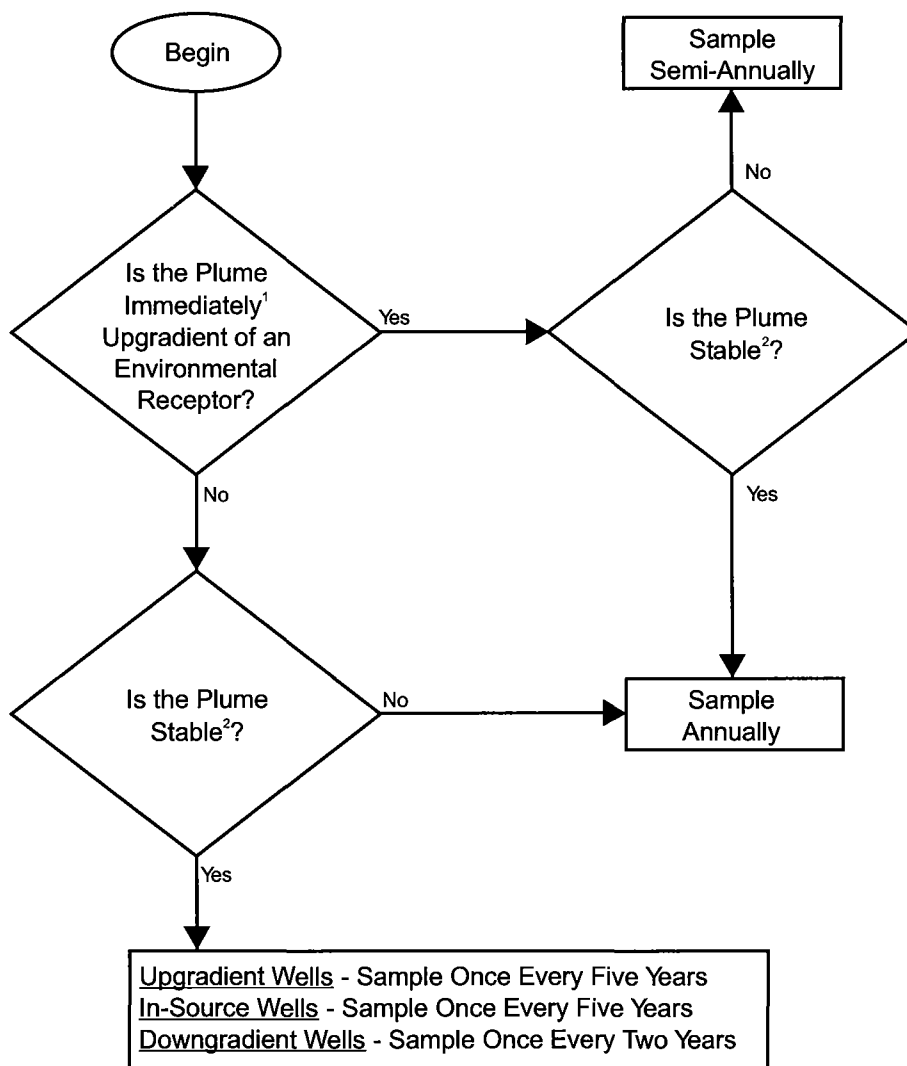 Begin
Sample
Semi-Annually
No
Is the Plume
Immediately¹
Upgradient of an
Environmental
Receptor?
Yes
Is the Plume
Stable²?
No
Yes
Is the Plume
Stable²?
No
Sample
Annually
Yes
Upgradient Wells - Sample Once Every Five Years
In-Source Wells - Sample Once Every Five Years
Downgradient Wells - Sample Once Every Two Years